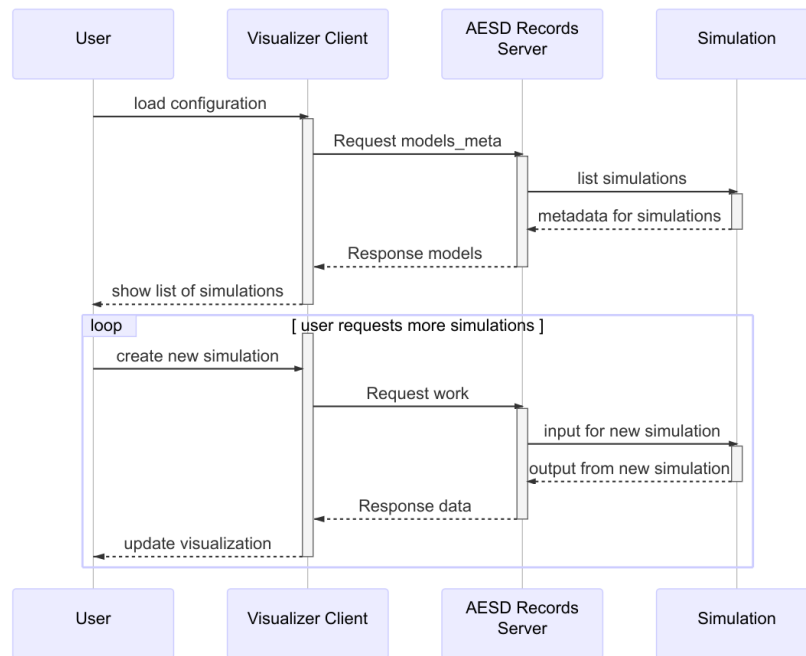 User
Visualizer Client
AESD Records
Server
Simulation
load configuration
Request models_meta
list simulations
metadata for simulations
Response models
show list of simulations
loop
[ user requests more simulations ]
create new simulation
Request work
input for new simulation
output from new simulation
Response data
update visualization
User
Visualizer Client
AESD Records
Server
Simulation